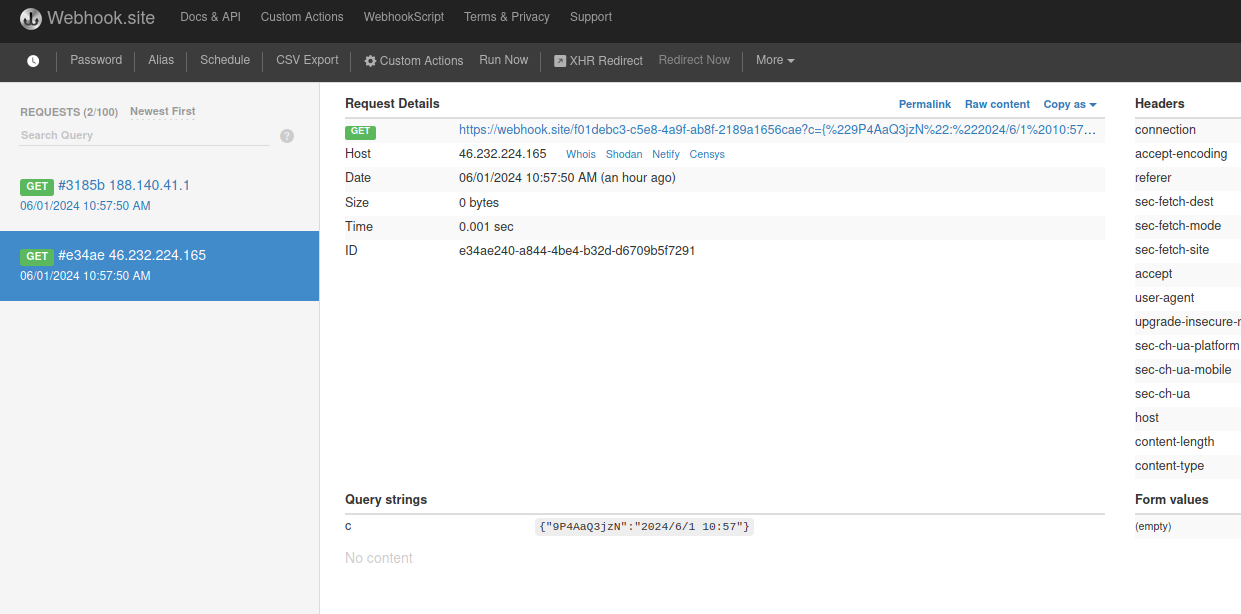 Webhook.site Docs & API Custom Actions WebhookScript Terms & Privacy Support
Password Alias Schedule CSV Export Custom Actions Run Now XHR Redirect Redirect Now More
REQUESTS (2/100) Newest First
Search Query ?
GET #3185b 188.140.41.1
06/01/2024 10:57:50 AM
GET #e34ae 46.232.224.165
06/01/2024 10:57:50 AM
Request Details Permalink Raw content Copy as
GET https://webhook.site/f01debc3-c5e8-4a9f-ab8f-2189a1656cae?c={%229P4AaQ3jzN%22:%222024/6/1%2010:57...
Host 46.232.224.165 Whois Shodan Netify Censys
Date 06/01/2024 10:57:50 AM (an hour ago)
Size 0 bytes
Time 0.001 sec
ID e34ae240-a844-4be4-b32d-d6709b5f7291
Query strings
c {"9P4AaQ3jzN":"2024/6/1 10:57"}
No content
Headers
connection
accept-encoding
referer
sec-fetch-dest
sec-fetch-mode
sec-fetch-site
accept
user-agent
upgrade-insecure-r
sec-ch-ua-platform
sec-ch-ua-mobile
sec-ch-ua
host
content-length
content-type
Form values
(empty)